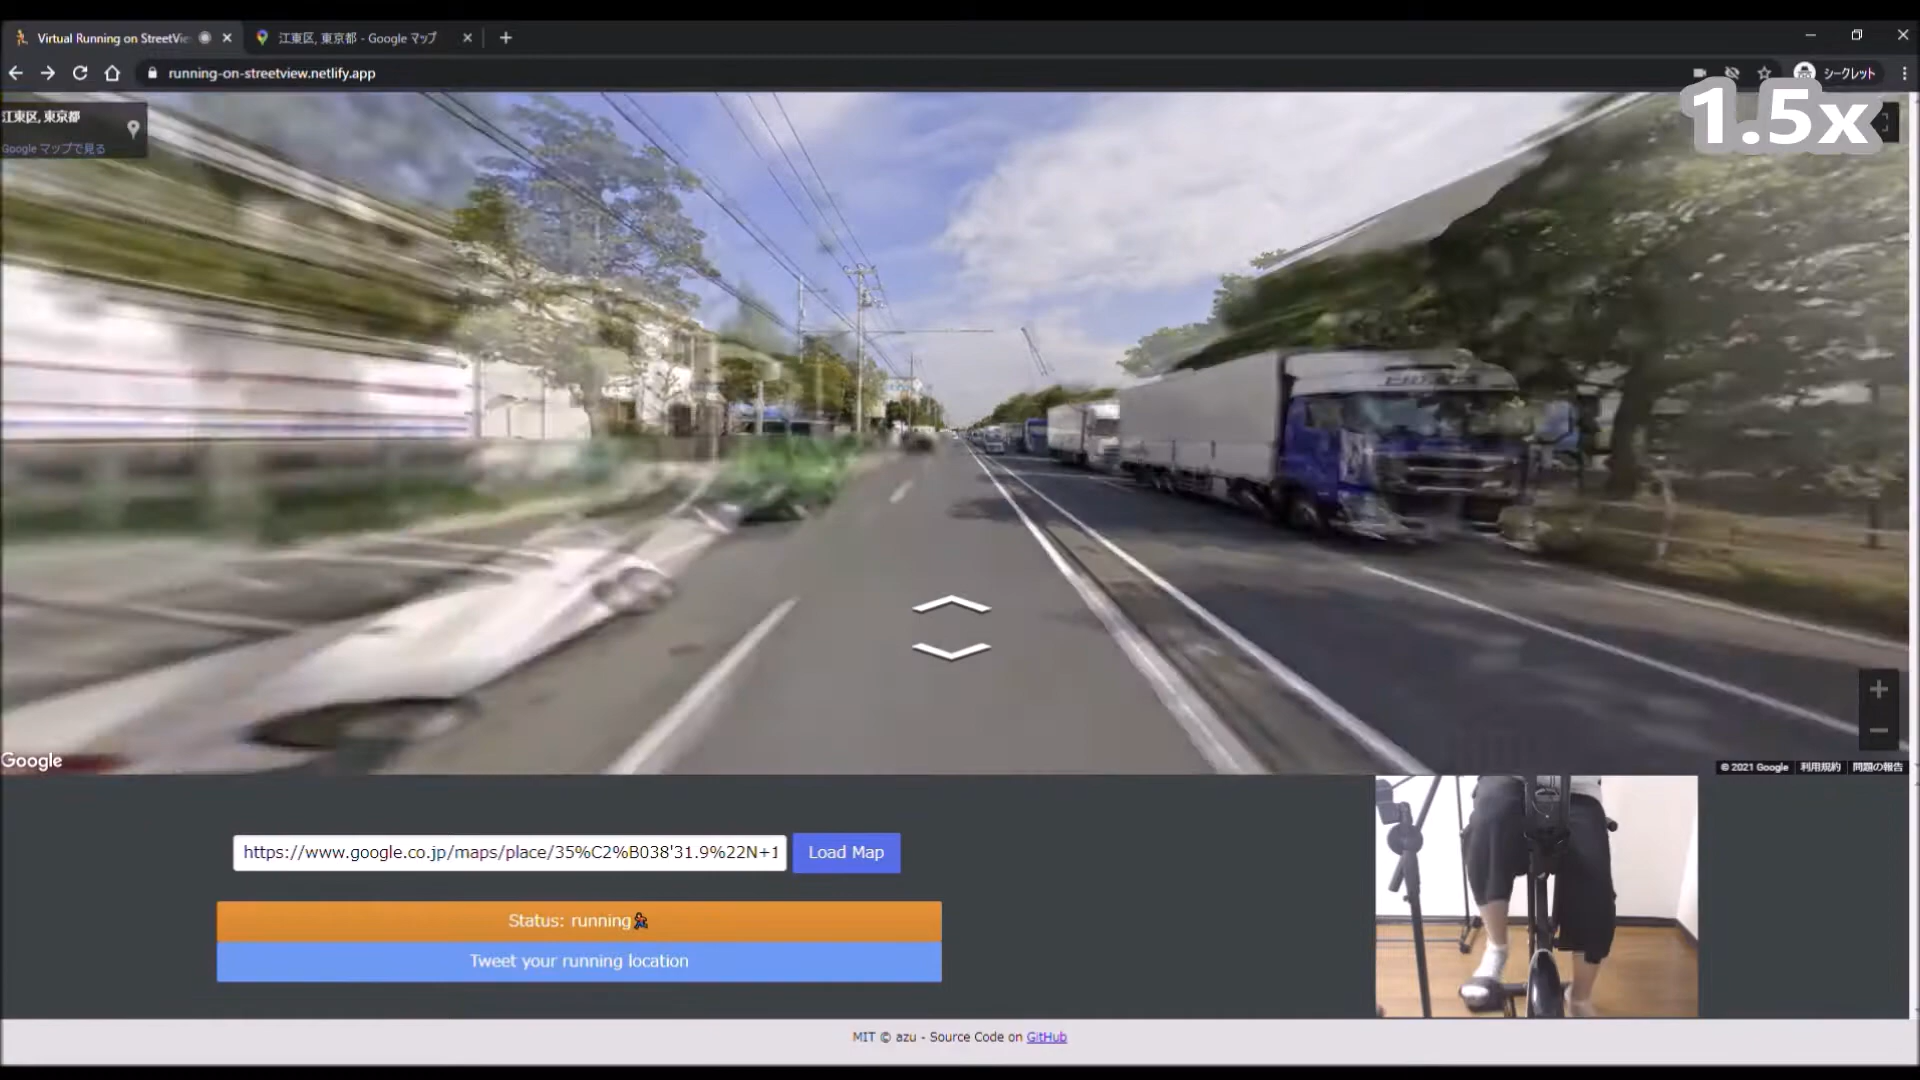 Virtual Running on StreetVie
江東区, 東京都 - Google マップ
running-on-streetview.netlify.app
シークレット
1.5x
江東区, 東京都
Google マップで見る
Google
© 2021 Google
利用規約
問題の報告
https://www.google.co.jp/maps/place/35%C2%B038'31.9%22N+1
Load Map
Status: running
Tweet your running location
MIT © azu - Source Code on GitHub